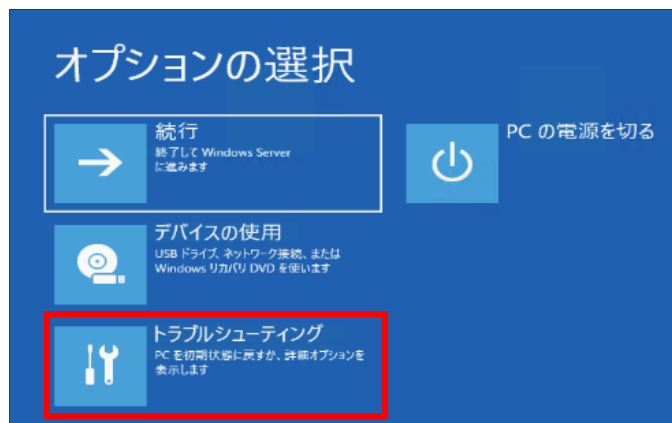 オプションの選択
続行
終了して Windows Server
に進みます
PC の電源を切る
デバイスの使用
USB ドライブ、ネットワーク接続、または
Windows リカバリ DVD を使います
トラブルシューティング
PC を初期状態に戻すか、詳細オプションを
表示します